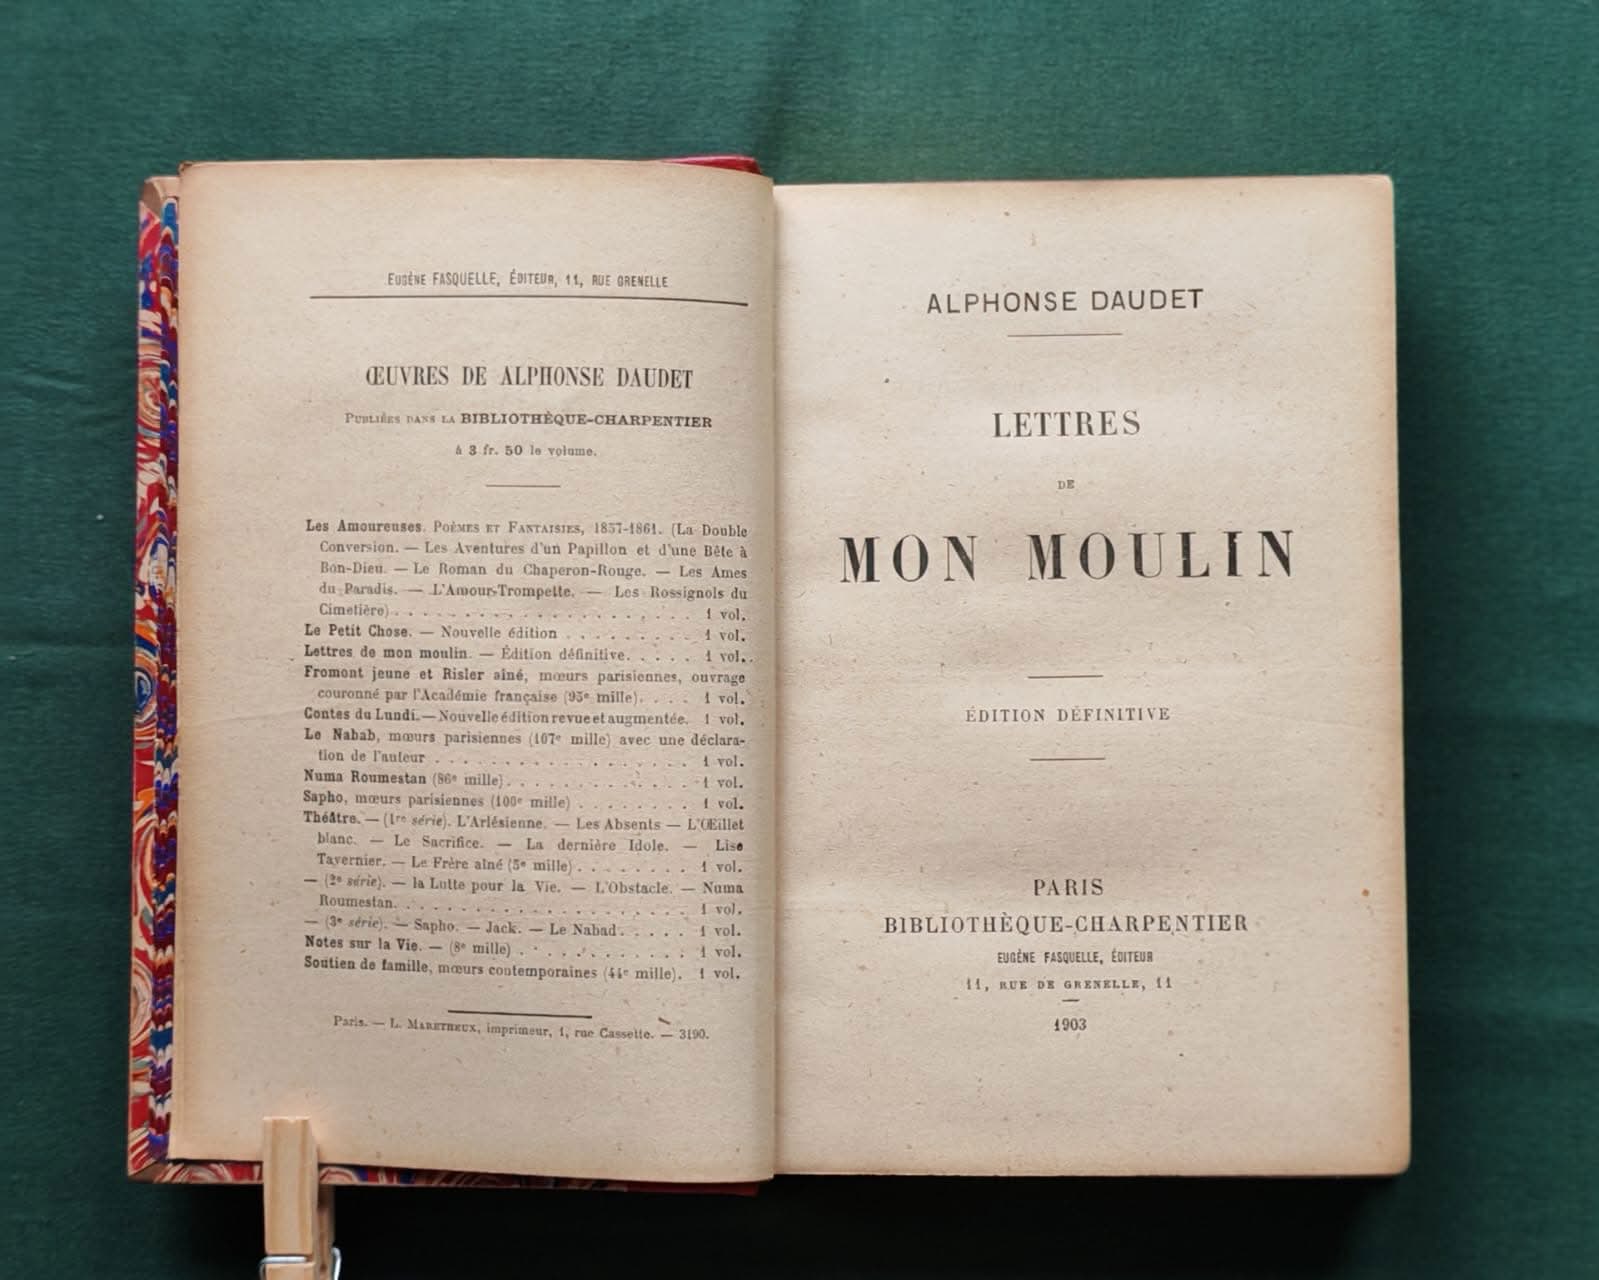 EUGÈNE FASQUELLE, ÉDITEUR, 11, RUE GRENELLE
ŒUVRES DE ALPHONSE DAUDET
PUBLIÉES DANS LA BIBLIOTHÈQUE-CHARPENTIER
à 3 fr. 50 le volume.
Les Amoureuses. POÈMES ET FANTAISIES, 1857-1861. (La Double
Conversion. — Les Aventures d'un Papillon et d'une Bête à
Bon-Dieu. — Le Roman du Chaperon-Rouge. — Les Ames
du Paradis. — L'Amour-Trompette. — Les Rossignols du
Cimetière) . . . . . . . . . . . . . . . . . 1 vol.
Le Petit Chose. — Nouvelle édition . . . . . . . . . 1 vol.
Lettres de mon moulin. — Édition définitive. . . . . 1 vol.
Fromont jeune et Risler aîné, mœurs parisiennes, ouvrage
couronné par l'Académie française (95e mille). . . . 1 vol.
Contes du Lundi. — Nouvelle édition revue et augmentée. 1 vol.
Le Nabab, mœurs parisiennes (107e mille) avec une déclara-
tion de l'auteur . . . . . . . . . . . . . . . . 1 vol.
Numa Roumestan (86e mille). . . . . . . . . . . . 1 vol.
Sapho, mœurs parisiennes (100e mille) . . . . . . . . 1 vol.
Théâtre. — (1re série). L'Arlésienne. — Les Absents — L'Œillet
blanc. — Le Sacrifice. — La dernière Idole. — Lise
Tavernier. — Le Frère aîné (5e mille) . . . . . . . . 1 vol.
— (2e série). — la Lutte pour la Vie. — L'Obstacle. — Numa
Roumestan. . . . . . . . . . . . . . . . . . . 1 vol.
— (3e série). — Sapho. — Jack. — Le Nabad . . . . . 1 vol.
Notes sur la Vie. — (8e mille) . . . . . . . . . . . 1 vol.
Soutien de famille, mœurs contemporaines (44e mille). 1 vol.
Paris. — L. MARETHEUX, imprimeur, 1, rue Cassette. — 3190.
ALPHONSE DAUDET
LETTRES
DE
MON MOULIN
ÉDITION DÉFINITIVE
PARIS
BIBLIOTHÈQUE-CHARPENTIER
EUGÈNE FASQUELLE, ÉDITEUR
11, RUE DE GRENELLE, 11
1903